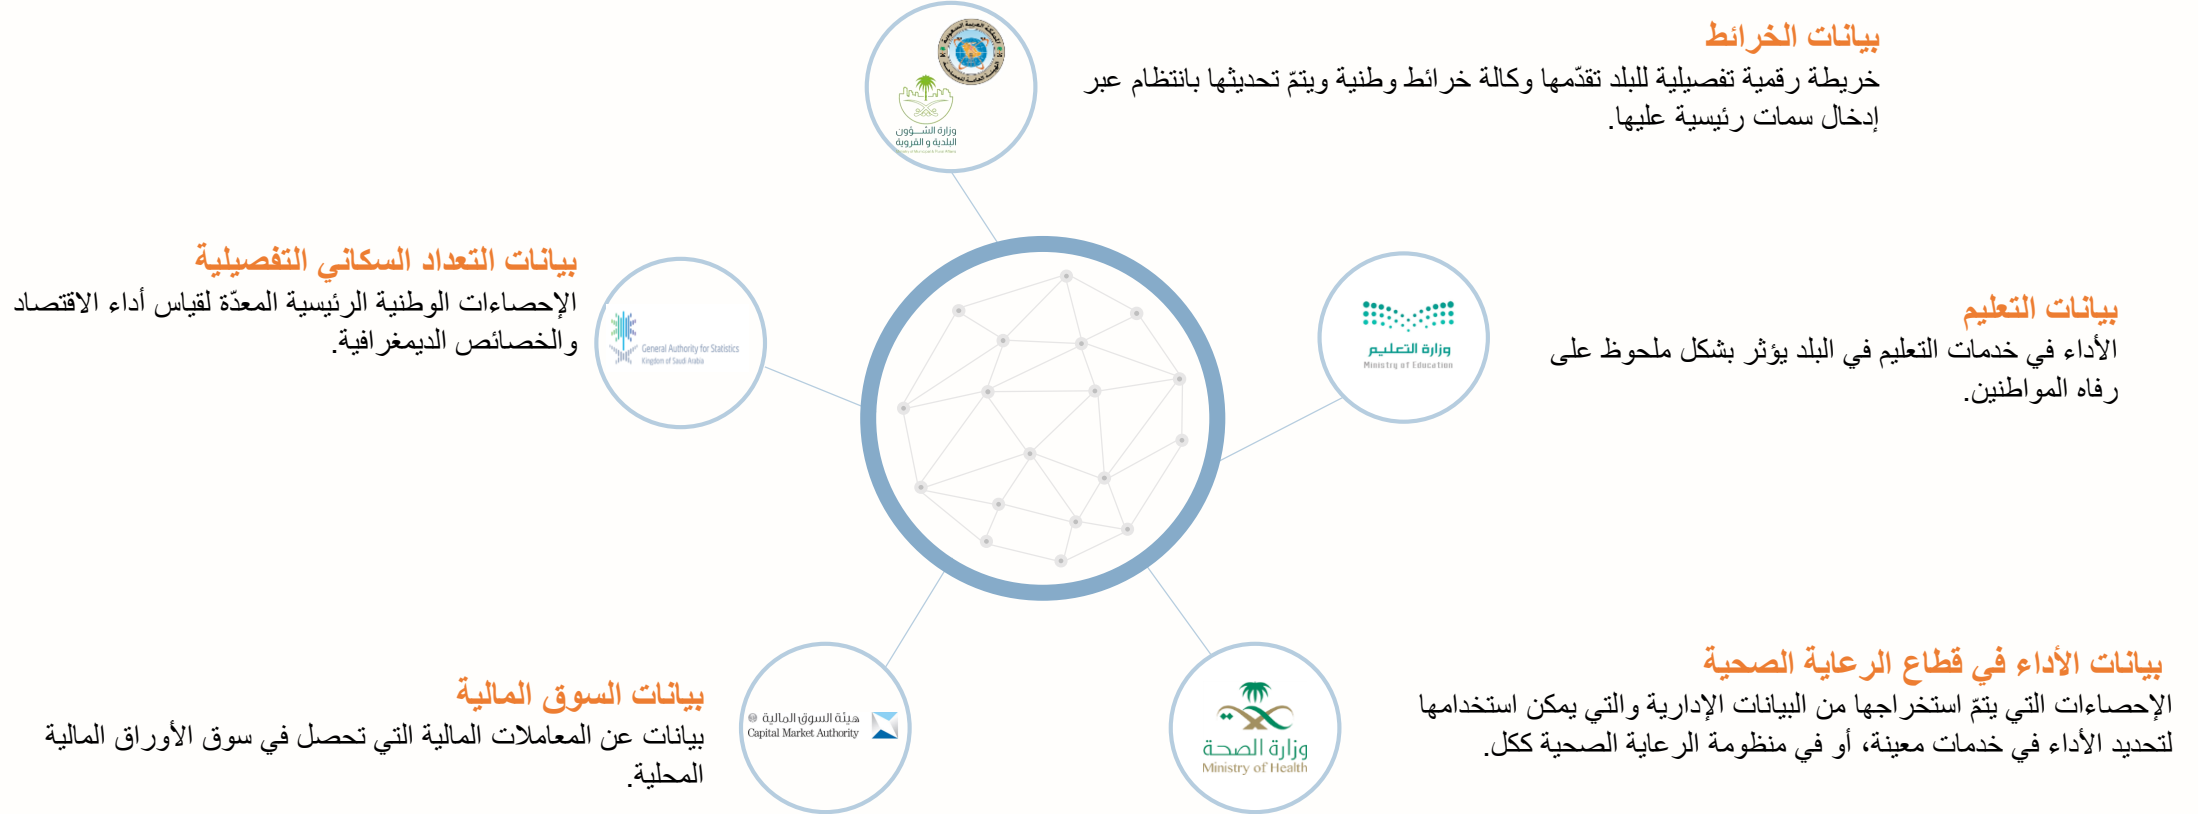 بيانات الخرائط
خريطة رقمية تفصيلية للبلد تقدّمها وكالة خرائط وطنية ويتمّ تحديثها بانتظام عبر
إدخال سمات رئيسية عليها.
وزارة الشـــؤون
البلدية و القروية
بيانات التعليم
الأداء في خدمات التعليم في البلد يؤثر بشكل ملحوظ على
رفاه المواطنين.
وزارة التعليم
Ministry of Education
بيانات التعداد السكاني التفصيلية
الإحصاءات الوطنية الرئيسية المعدّة لقياس أداء الاقتصاد
والخصائص الديمغرافية.
General Authority for Statistics
Kingdom of Saudi Arabia
بيانات الأداء في قطاع الرعاية الصحية
الإحصاءات التي يتمّ استخراجها من البيانات الإدارية والتي يمكن استخدامها
لتحديد الأداء في خدمات معينة، أو في منظومة الرعاية الصحية ككل.
وزارة الصحة
Ministry of Health
بيانات السوق المالية
بيانات عن المعاملات المالية التي تحصل في سوق الأوراق المالية
المحلية.
هيئة السوق المالية
Capital Market Authority